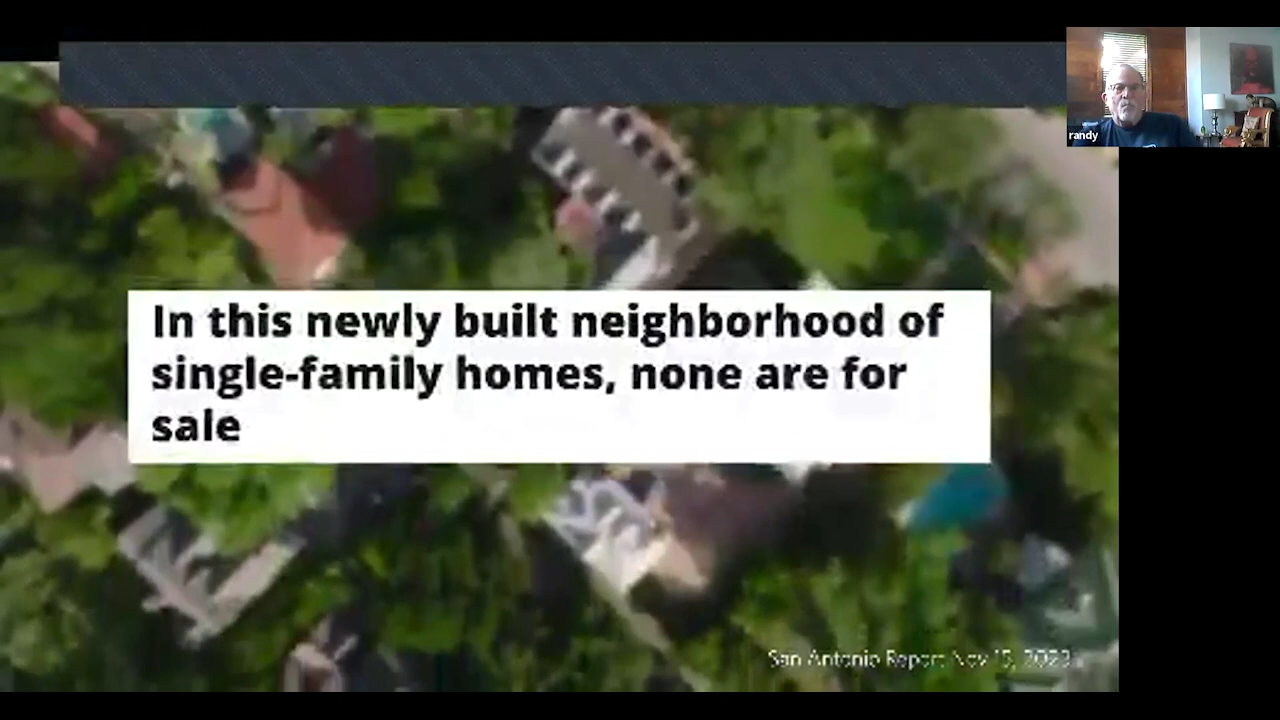 randy
In this newly built neighborhood of
single-family homes, none are for
sale
San Antonio Report Nov 15, 2023